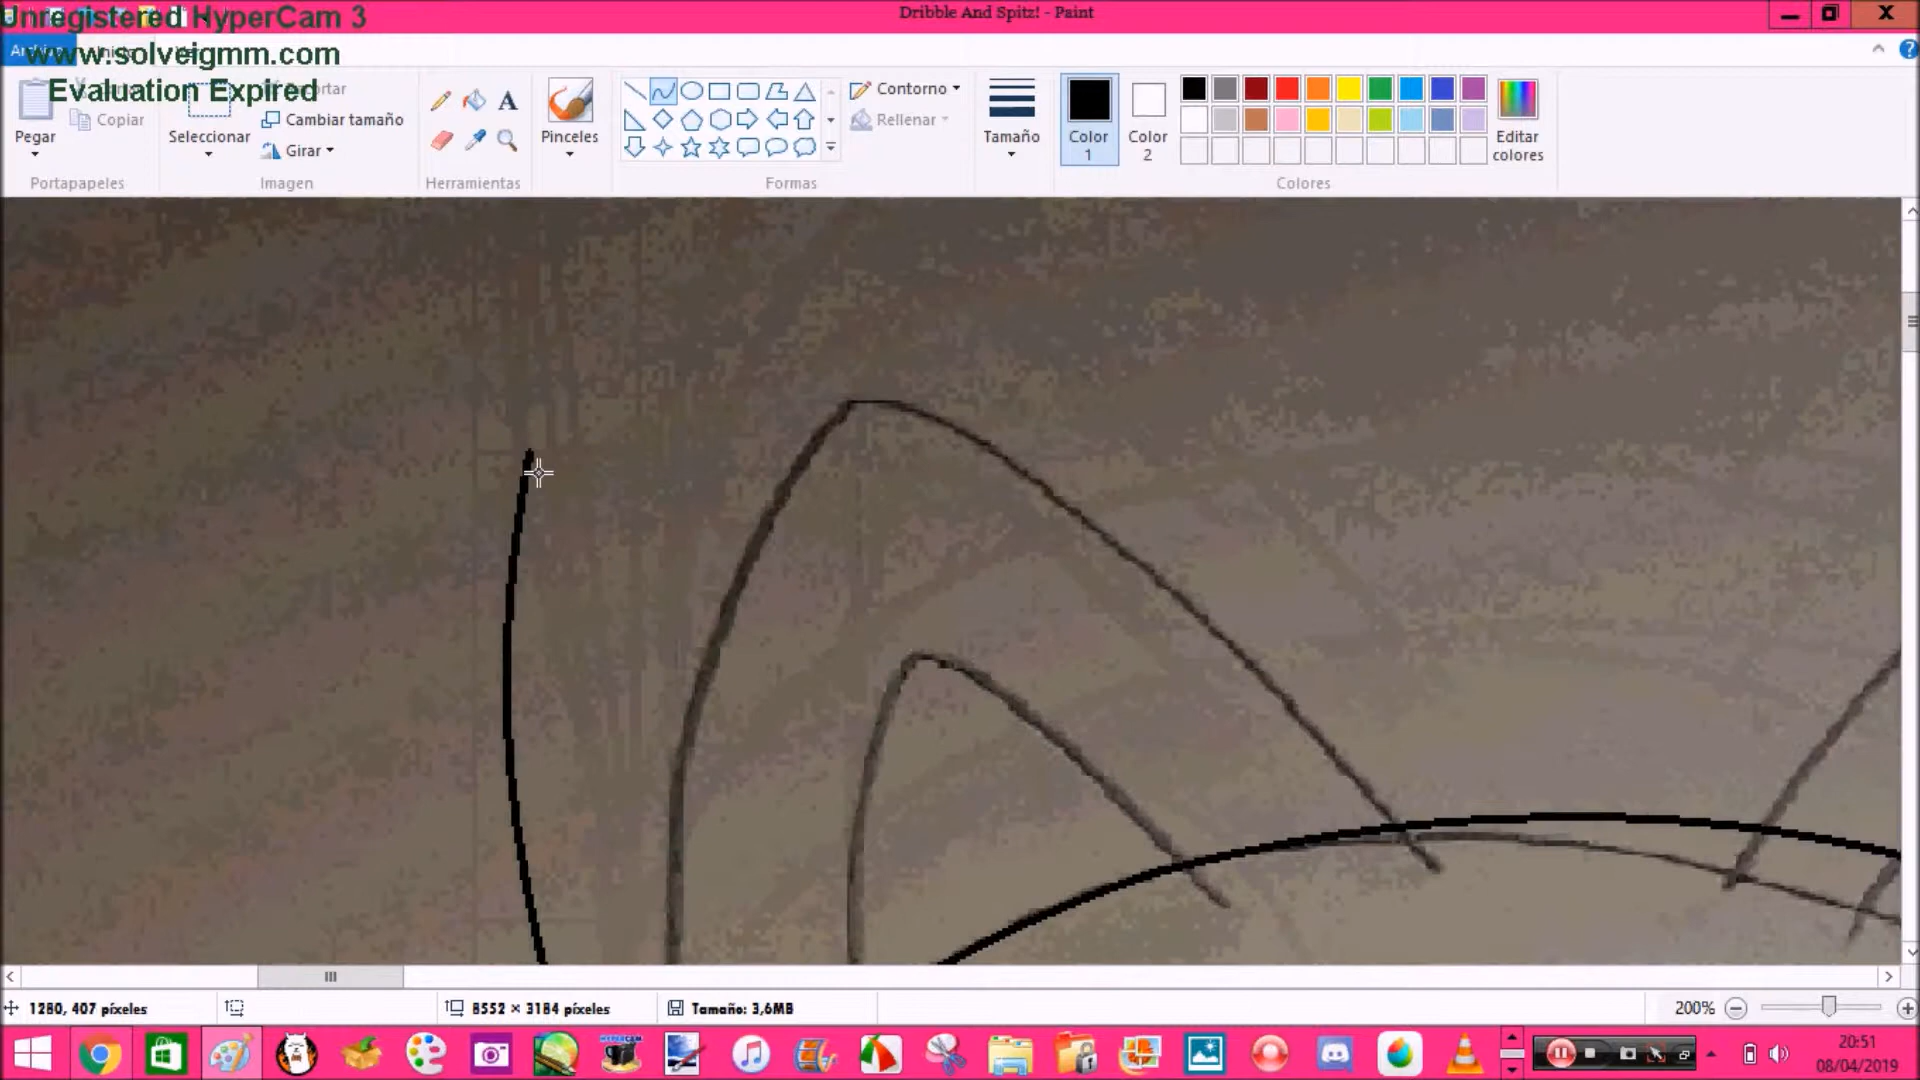 Unregistered HyperCam 3
Dribble And Spitz! - Paint
www.solveigmm.com
Evaluation Expired
Pegar
Copiar
Seleccionar
Cambiar tamaño
Girar
Pinceles
Contorno
Rellenar
Tamaño
Color
1
Color
2
Editar
colores
Portapapeles
Imagen
Herramientas
Formas
Colores
1280, 407 píxeles
8552 × 3184 píxeles
Tamaño: 3,6MB
200%
HYPERCAM
20:51
08/04/2019